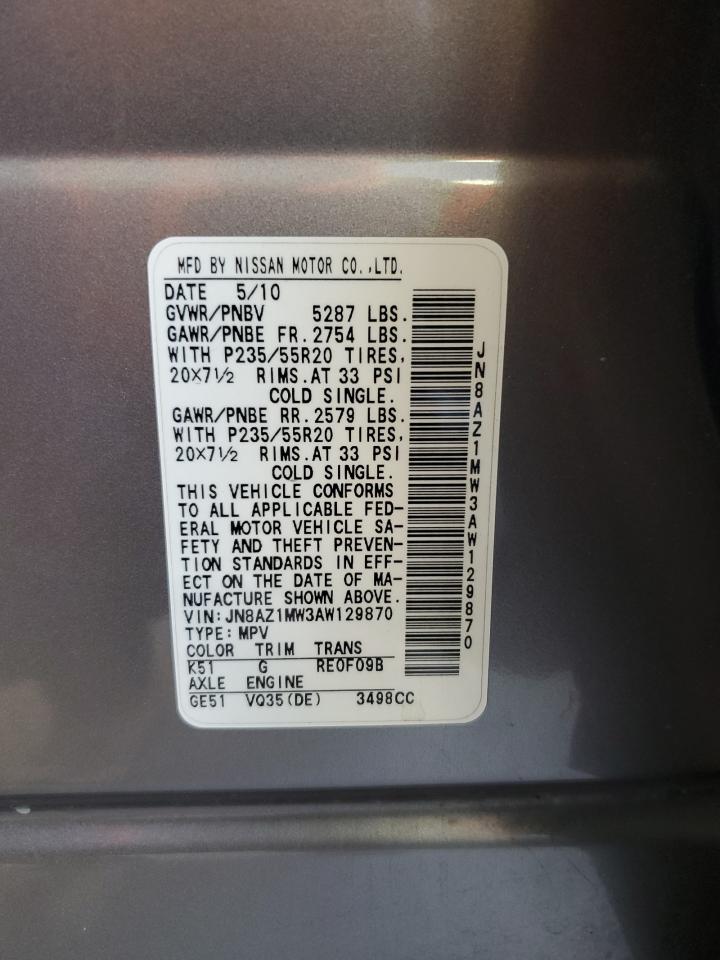 MFD BY NISSAN MOTOR CO.,LTD.
DATE 5/10
GVWR/PNBV 5287 LBS.
GAWR/PNBE FR. 2754 LBS.
WITH P235/55R20 TIRES,
20×7½ RIMS.AT 33 PSI
COLD SINGLE.
GAWR/PNBE RR. 2579 LBS.
WITH P235/55R20 TIRES,
20×7½ RIMS.AT 33 PSI
COLD SINGLE.
THIS VEHICLE CONFORMS
TO ALL APPLICABLE FED-
ERAL MOTOR VEHICLE SA-
FETY AND THEFT PREVEN-
TION STANDARDS IN EFF-
ECT ON THE DATE OF MA-
NUFACTURE SHOWN ABOVE.
VIN:JN8AZ1MW3AW129870
TYPE:MPV
COLOR TRIM TRANS
K51 G RE0F09B
AXLE ENGINE
GE51 VQ35(DE) 3498CC
JN8AZ1MW3AW129870